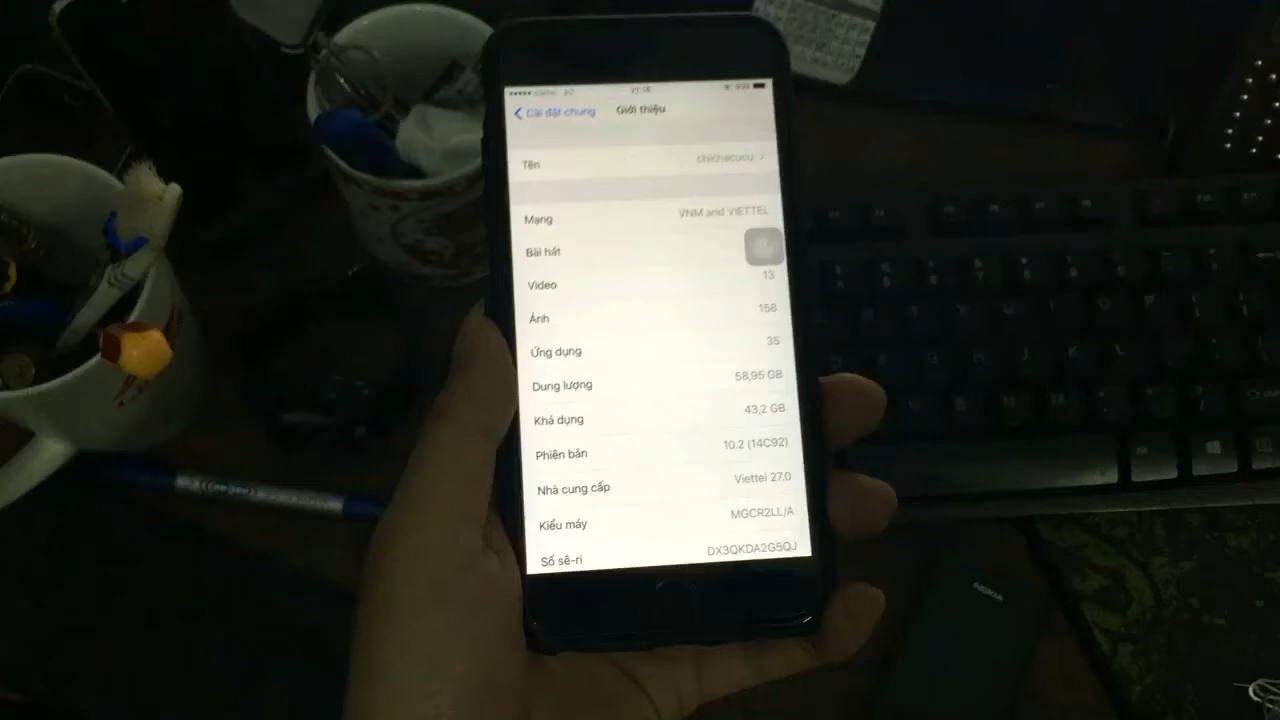 Cài đặt chung Giới thiệu
Tên chichacucu
Mạng VNM and VIETTEL
Bài hát
Video 13
Ảnh 158
Ứng dụng 35
Dung lượng 58,95 GB
Khả dụng 43,2 GB
Phiên bản 10.2 (14C92)
Nhà cung cấp Viettel 27.0
Kiểu máy MGCR2LL/A
Số sê-ri DX3QKDA2G5QJ
NOKIA